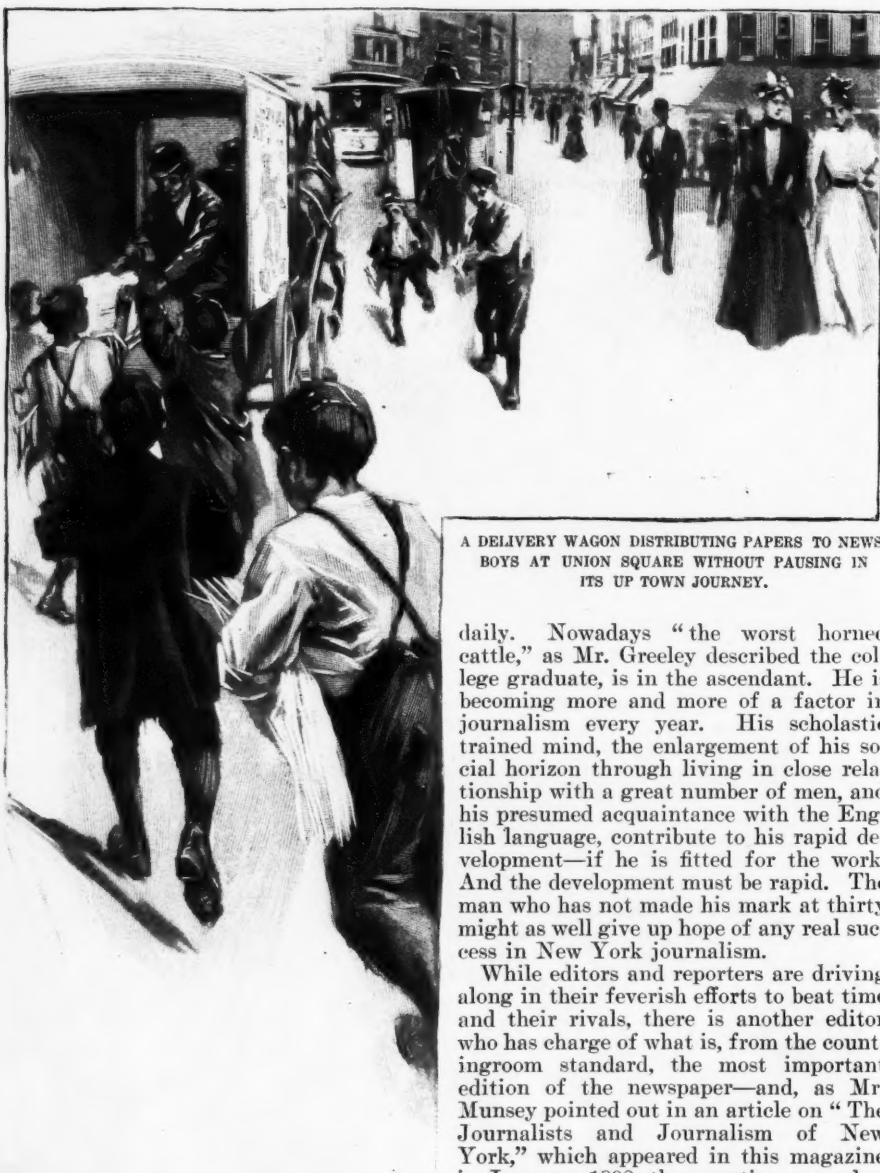 A DELIVERY WAGON DISTRIBUTING PAPERS TO NEWS
BOYS AT UNION SQUARE WITHOUT PAUSING IN
ITS UP TOWN JOURNEY.
daily. Nowadays “the worst horned
cattle,” as Mr. Greeley described the col
lege graduate, is in the ascendant. He is
becoming more and more of a factor in
journalism every year. His scholastic
trained mind, the enlargement of his so
cial horizon through living in close rela
tionship with a great number of men, and
his presumed acquaintance with the Eng
lish language, contribute to his rapid de
velopment—if he is fitted for the work.
And the development must be rapid. The
man who has not made his mark at thirty
might as well give up hope of any real suc
cess in New York journalism.
While editors and reporters are driving
along in their feverish efforts to beat time
and their rivals, there is another editor
who has charge of what is, from the count
ingroom standard, the most important
edition of the newspaper—and, as Mr.
Munsey pointed out in an article on “The
Journalists and Journalism of New
York,” which appeared in this magazine